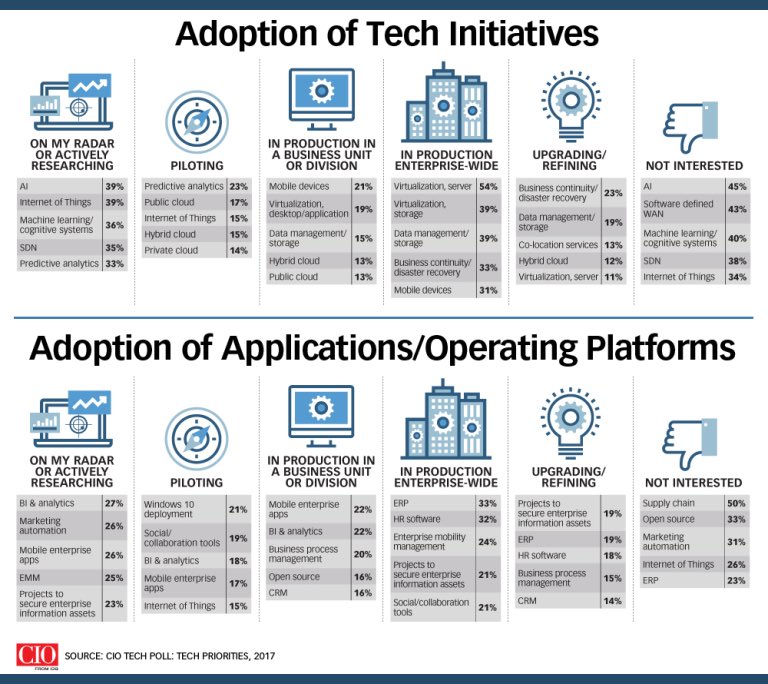 Adoption of Tech Initiatives
ON MY RADAR
OR ACTIVELY
RESEARCHING
AI 39%
Internet of Things 39%
Machine learning/
cognitive systems 36%
SDN 35%
Predictive analytics 33%
PILOTING
Predictive analytics 23%
Public cloud 17%
Internet of Things 15%
Hybrid cloud 15%
Private cloud 14%
IN PRODUCTION IN
A BUSINESS UNIT
OR DIVISION
Mobile devices 21%
Virtualization,
desktop/application 19%
Data management/
storage 15%
Hybrid cloud 13%
Public cloud 13%
IN PRODUCTION
ENTERPRISE-WIDE
Virtualization, server 54%
Virtualization,
storage 39%
Data management/
storage 39%
Business continuity/
disaster recovery 33%
Mobile devices 31%
UPGRADING/
REFINING
Business continuity/
disaster recovery 23%
Data management/
storage 19%
Co-location services 13%
Hybrid cloud 12%
Virtualization, server 11%
NOT INTERESTED
AI 45%
Software defined
WAN 43%
Machine learning/
cognitive systems 40%
SDN 38%
Internet of Things 34%
Adoption of Applications/Operating Platforms
ON MY RADAR
OR ACTIVELY
RESEARCHING
BI & analytics 27%
Marketing
automation 26%
Mobile enterprise
apps 26%
EMM 25%
Projects to
secure enterprise
information assets 23%
PILOTING
Windows 10
deployment 21%
Social/
collaboration tools 19%
BI & analytics 18%
Mobile enterprise
apps 17%
Internet of Things 15%
IN PRODUCTION IN
A BUSINESS UNIT
OR DIVISION
Mobile enterprise
apps 22%
BI & analytics 22%
Business process
management 20%
Open source 16%
CRM 16%
IN PRODUCTION
ENTERPRISE-WIDE
ERP 33%
HR software 32%
Enterprise mobility
management 24%
Projects to
secure enterprise
information assets 21%
Social/collaboration
tools 21%
UPGRADING/
REFINING
Projects to
secure enterprise
information assets 19%
ERP 19%
HR software 18%
Business process
management 15%
CRM 14%
NOT INTERESTED
Supply chain 50%
Open source 33%
Marketing
automation 31%
Internet of Things 26%
ERP 23%
CIO
FROM IDG
SOURCE: CIO TECH POLL: TECH PRIORITIES, 2017